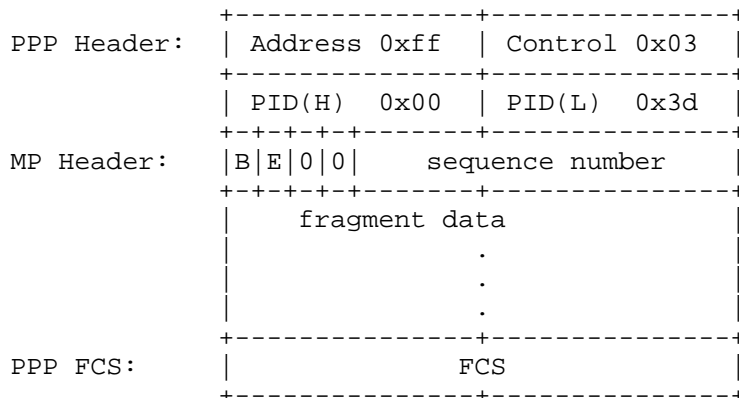 +---------------+---------------+
PPP Header:   | Address 0xff  | Control 0x03  |
              +---------------+---------------+
              | PID(H)  0x00  | PID(L)  0x3d  |
              +-+-+-+-+-------+---------------+
MP Header:    |B|E|0|0|    sequence number    |
              +-+-+-+-+-------+---------------+
              |    fragment data              |
              |               .               |
              |               .               |
              |               .               |
              +---------------+---------------+
PPP FCS:      |              FCS              |
              +---------------+---------------+